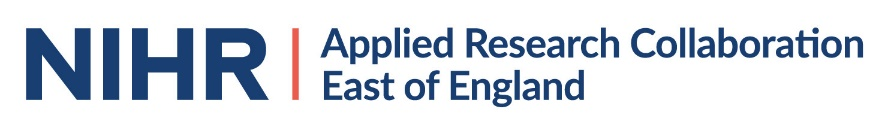 NIHR
Applied Research Collaboration
East of England